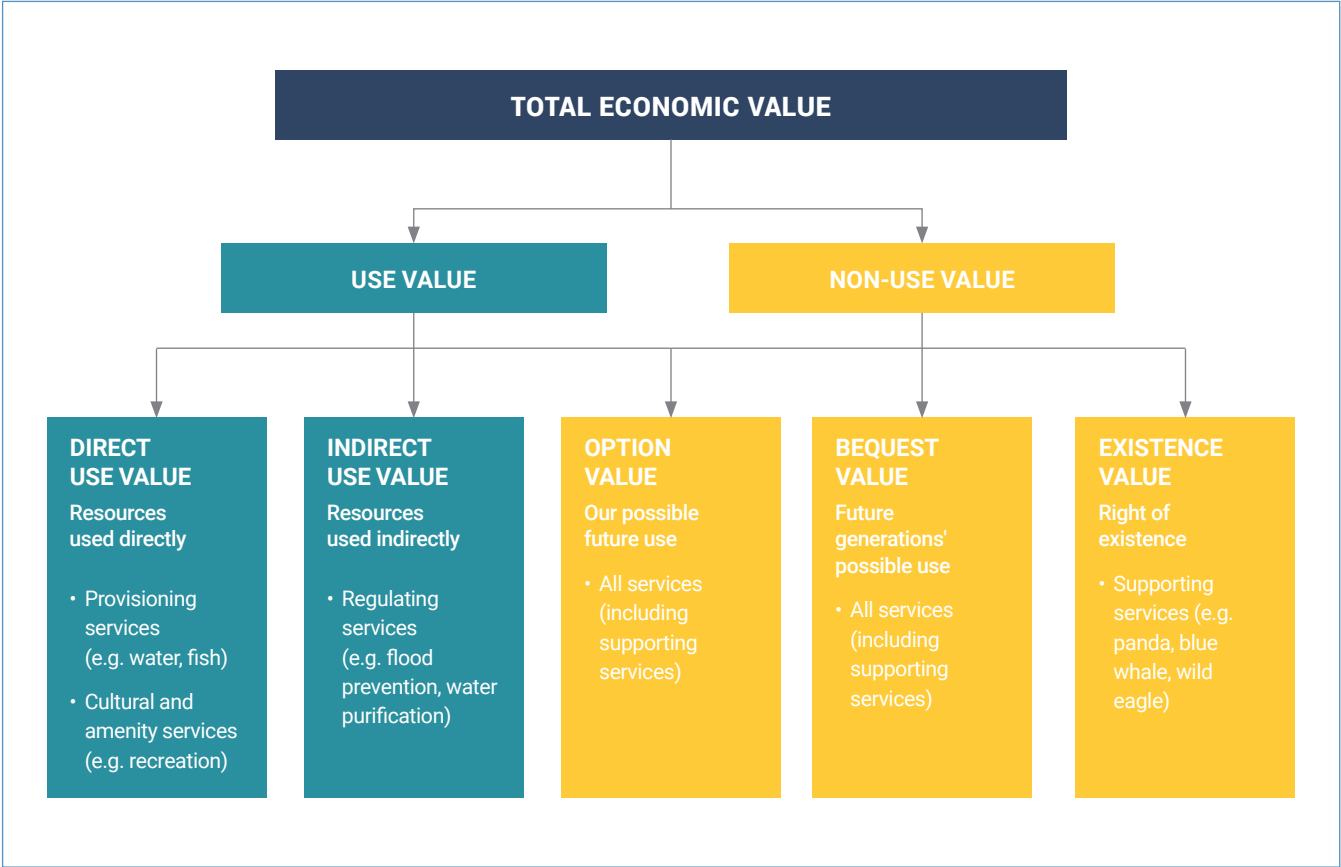 TOTAL ECONOMIC VALUE
USE VALUE
NON-USE VALUE
DIRECT
USE VALUE
Resources
used directly
• Provisioning
services
(e.g. water, fish)
• Cultural and
amenity services
(e.g. recreation)
INDIRECT
USE VALUE
Resources
used indirectly
• Regulating
services
(e.g. flood
prevention, water
purification)
OPTION
VALUE
Our possible
future use
• All services
(including
supporting
services)
BEQUEST
VALUE
Future
generations'
possible use
• All services
(including
supporting
services)
EXISTENCE
VALUE
Right of
existence
• Supporting
services (e.g.
panda, blue
whale, wild
eagle)